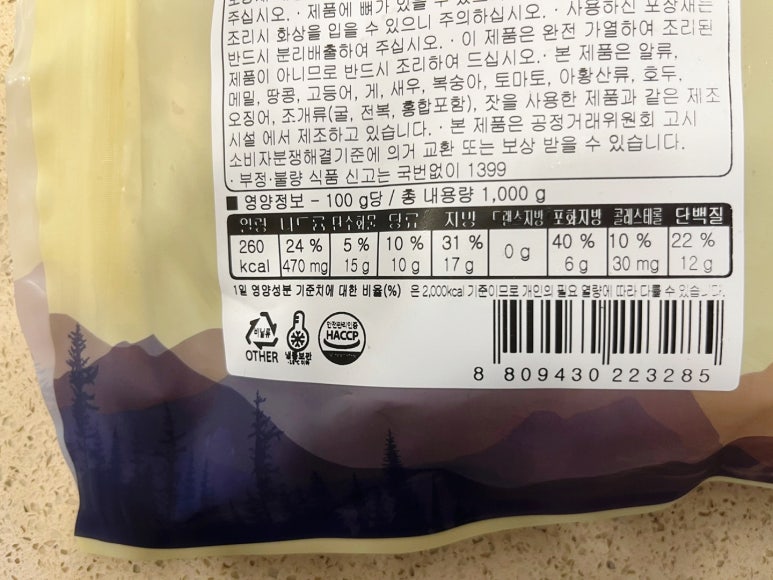 주십시오. · 제품에 뼈가 있을 수
조리시 화상을 입을 수 있으니 주의하십시오. · 사용하신 포장재는
반드시 분리배출하여 주십시오. · 이 제품은 완전 가열하여 조리된
제품이 아니므로 반드시 조리하여 드십시오. · 본 제품은 알류,
메밀, 땅콩, 고등어, 게, 새우, 복숭아, 토마토, 아황산류, 호두.
오징어, 조개류(굴, 전복, 홍합포함), 잣을 사용한 제품과 같은 제조
시설 에서 제조하고 있습니다. · 본 제품은 공정거래위원회 고시
소비자분쟁해결기준에 의거 교환 또는 보상 받을 수 있습니다.
· 부정·불량 식품 신고는 국번없이 1399
■ 영양정보 - 100 g당 / 총 내용량 1,000 g
열량 나트륨 탄수화물 당류 지방 트랜스지방 포화지방 콜레스테롤 단백질
260 24 % 5 % 10 % 31 % 0 g 40 % 10 % 22 %
kcal 470 mg 15 g 10 g 17 g 6 g 30 mg 12 g
1일 영양성분 기준치에 대한 비율(%) 은 2,000kcal 기준이므로 개인의 필요 열량에 따라 다를 수 있습니다.
비닐류
OTHER
냉동보관
안전관리인증
HACCP
8 809430 223285